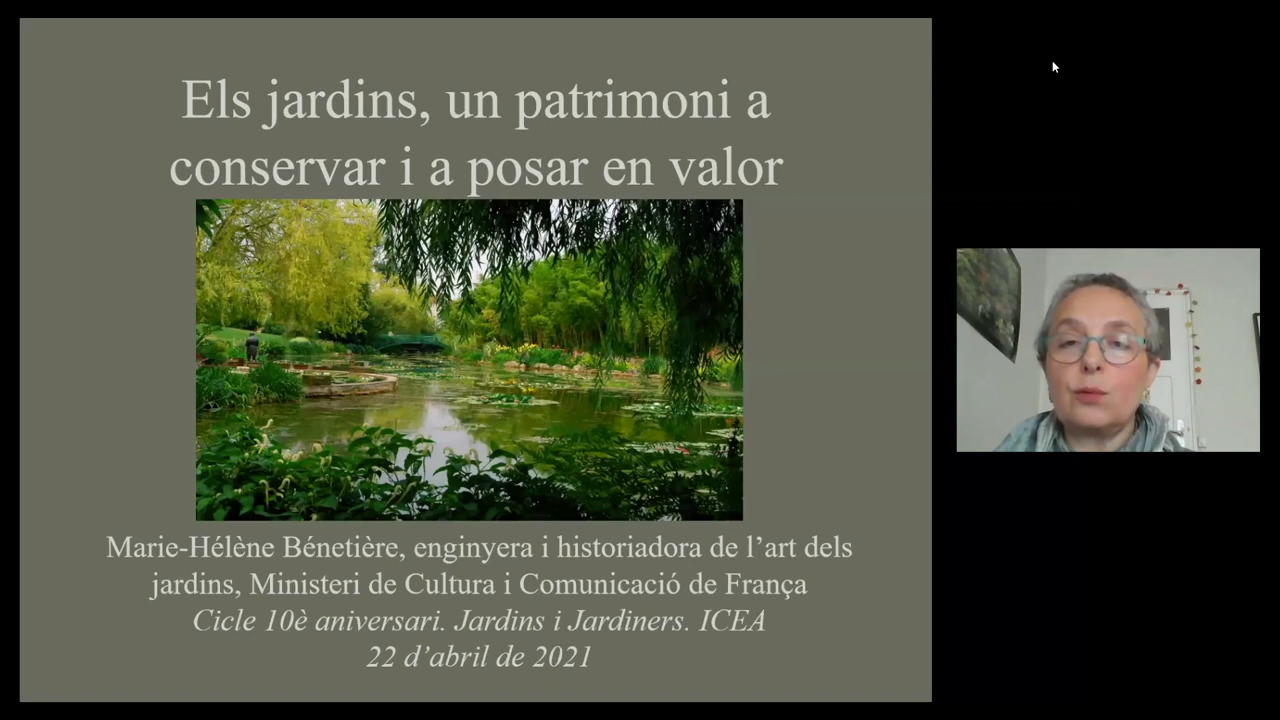 Els jardins, un patrimoni a
conservar i a posar en valor
Marie-Hélène Bénetière, enginyera i historiadora de l’art dels
jardins, Ministeri de Cultura i Comunicació de França
Cicle 10è aniversari. Jardins i Jardiners. ICEA
22 d’abril de 2021